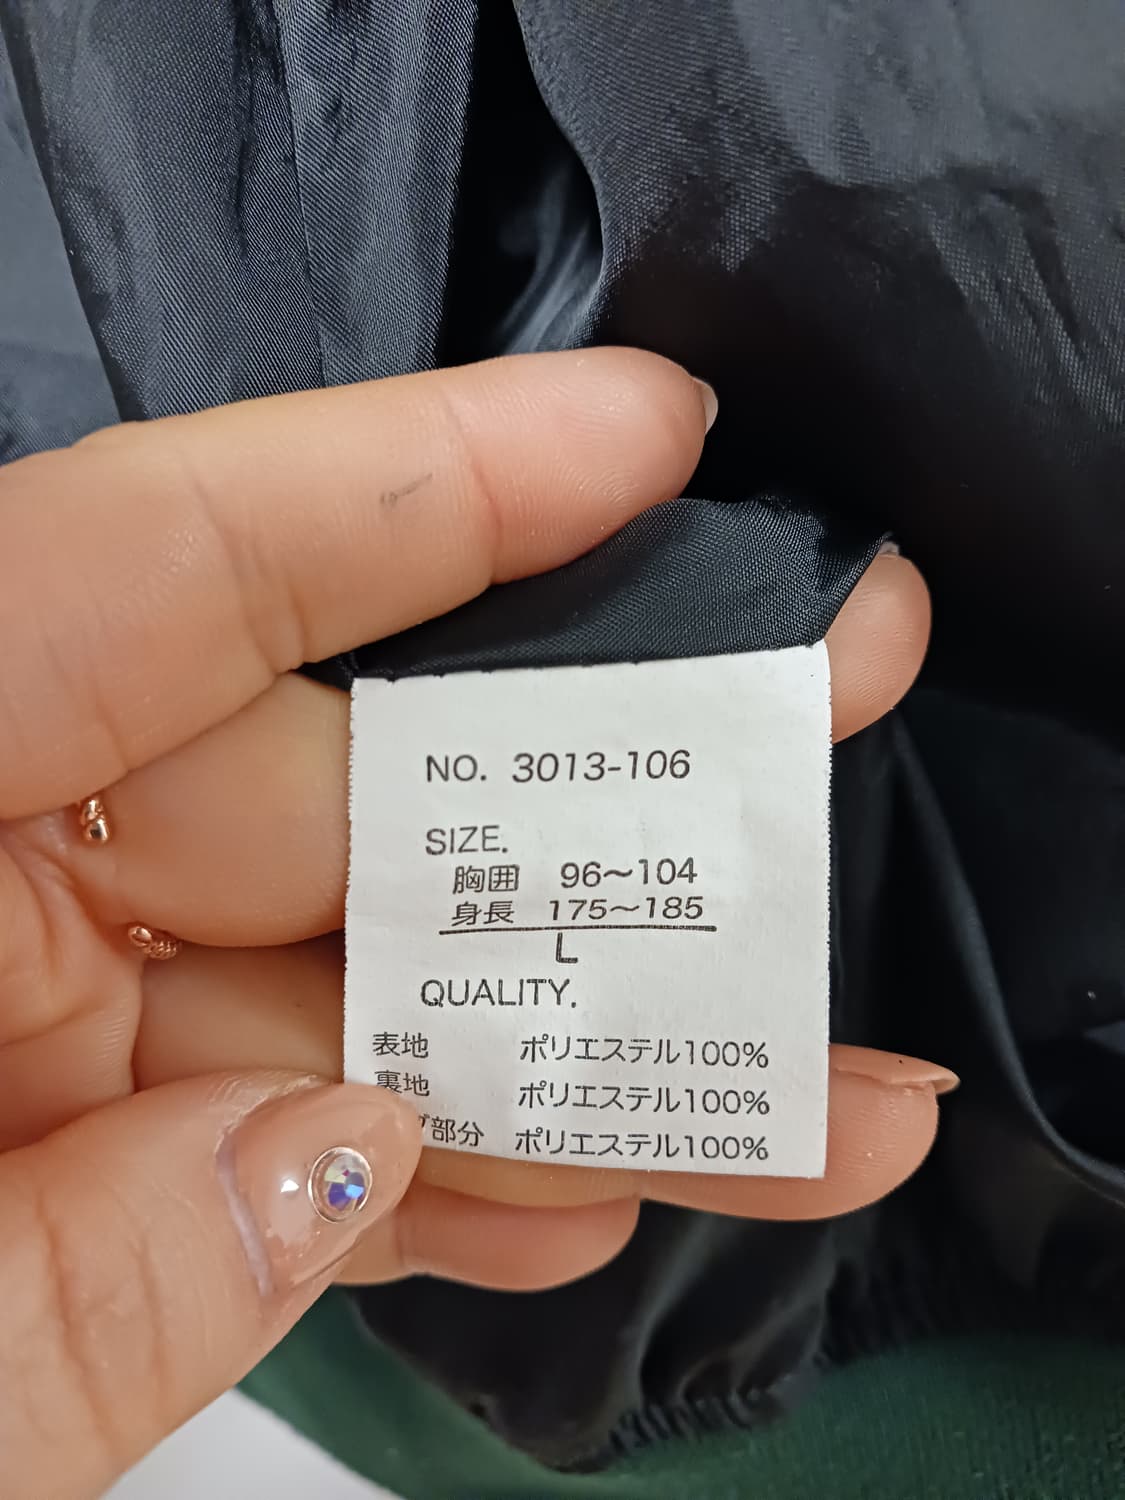 NO. 3013-106
SIZE.
胸囲 96～104
身長 175～185
L
QUALITY.
表地 ポリエステル100%
裏地 ポリエステル100%
部分 ポリエステル100%